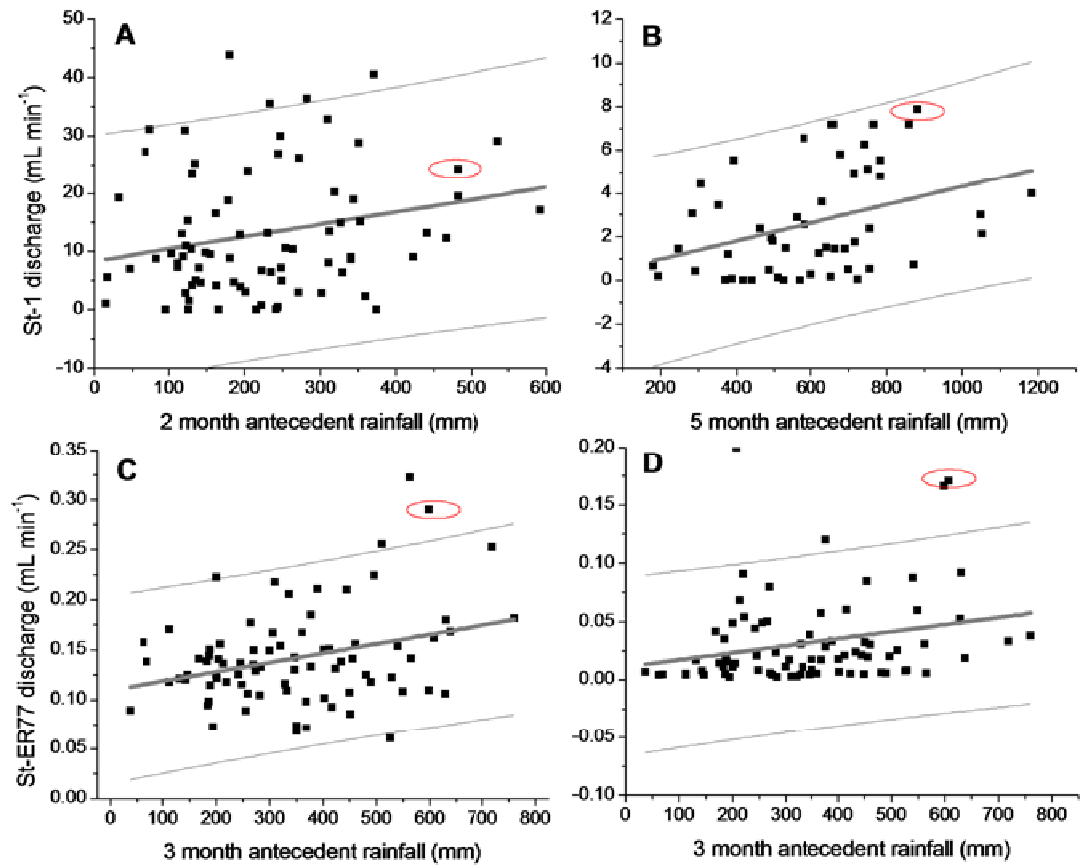 A
50
40
30
20
10
0
-10
St-1 discharge (mL min⁻¹)
0 100 200 300 400 500 600
2 month antecedent rainfall (mm)
B
12
10
8
6
4
2
0
-2
-4
200 400 600 800 1000 1200
5 month antecedent rainfall (mm)
C
0.35
0.30
0.25
0.20
0.15
0.10
0.05
0.00
St-ER77 discharge (mL min⁻¹)
0 100 200 300 400 500 600 700 800
3 month antecedent rainfall (mm)
D
0.20
0.15
0.10
0.05
0.00
-0.05
-0.10
0 100 200 300 400 500 600 700 800
3 month antecedent rainfall (mm)